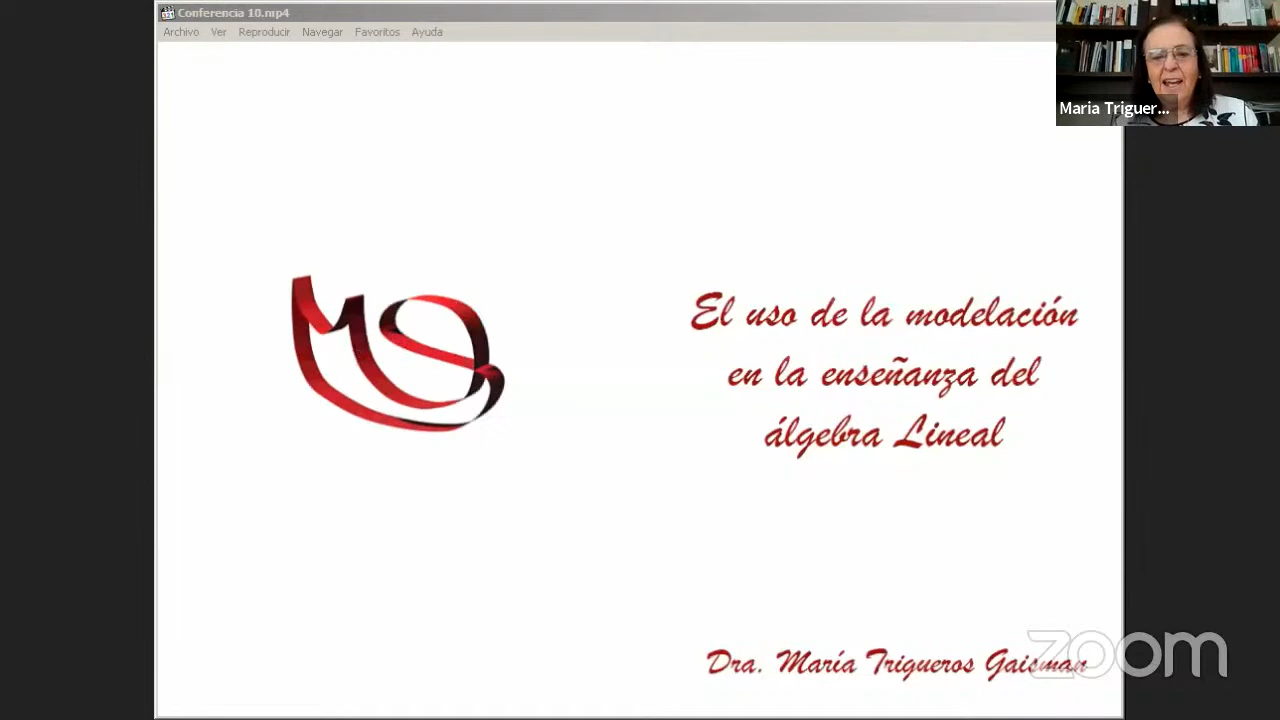 Conferencia 10.mp4
Archivo Ver Reproducir Navegar Favoritos Ayuda
Maria Triguer...
El uso de la modelación
en la enseñanza del
álgebra Lineal
Dra. María Trigueros Gaisman
zoom